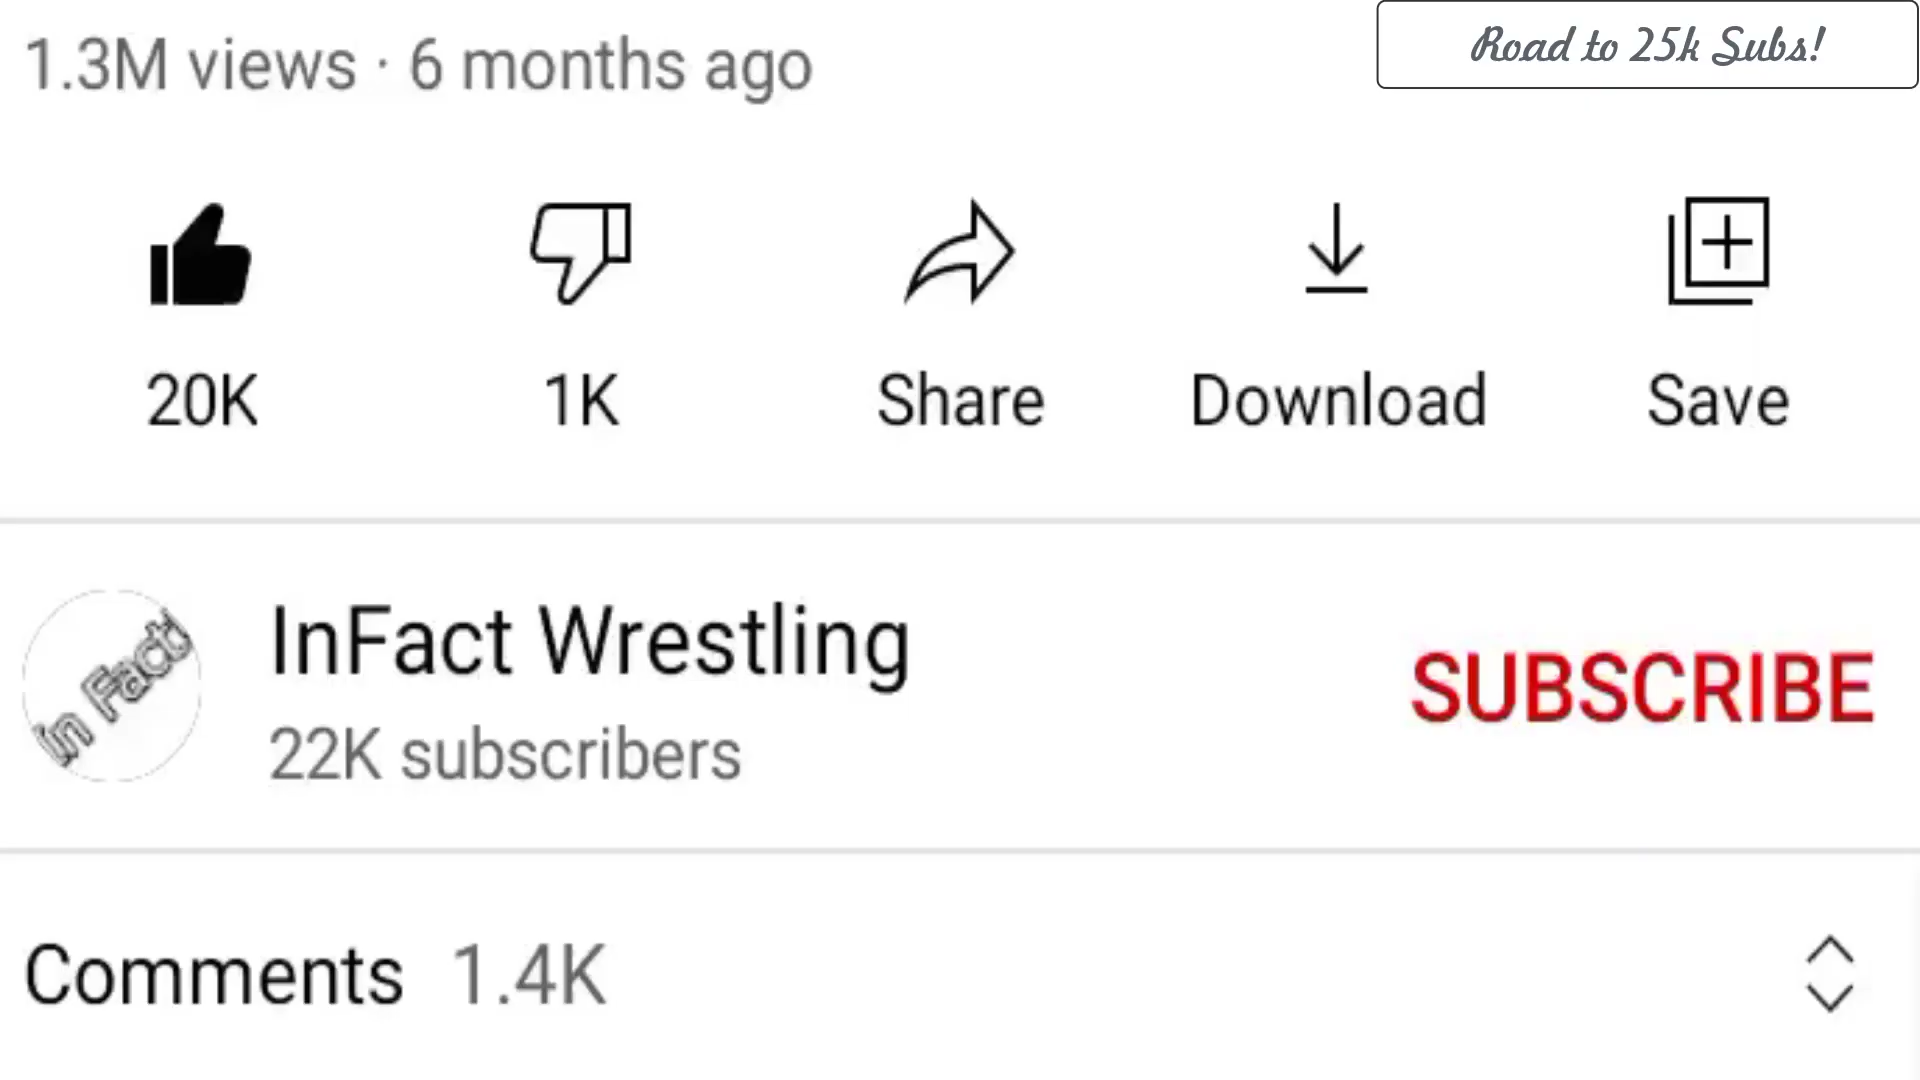 1.3M views · 6 months ago
Road to 25k Subs!
20K
1K
Share
Download
Save
in Fact!
InFact Wrestling
22K subscribers
SUBSCRIBE
Comments 1.4K